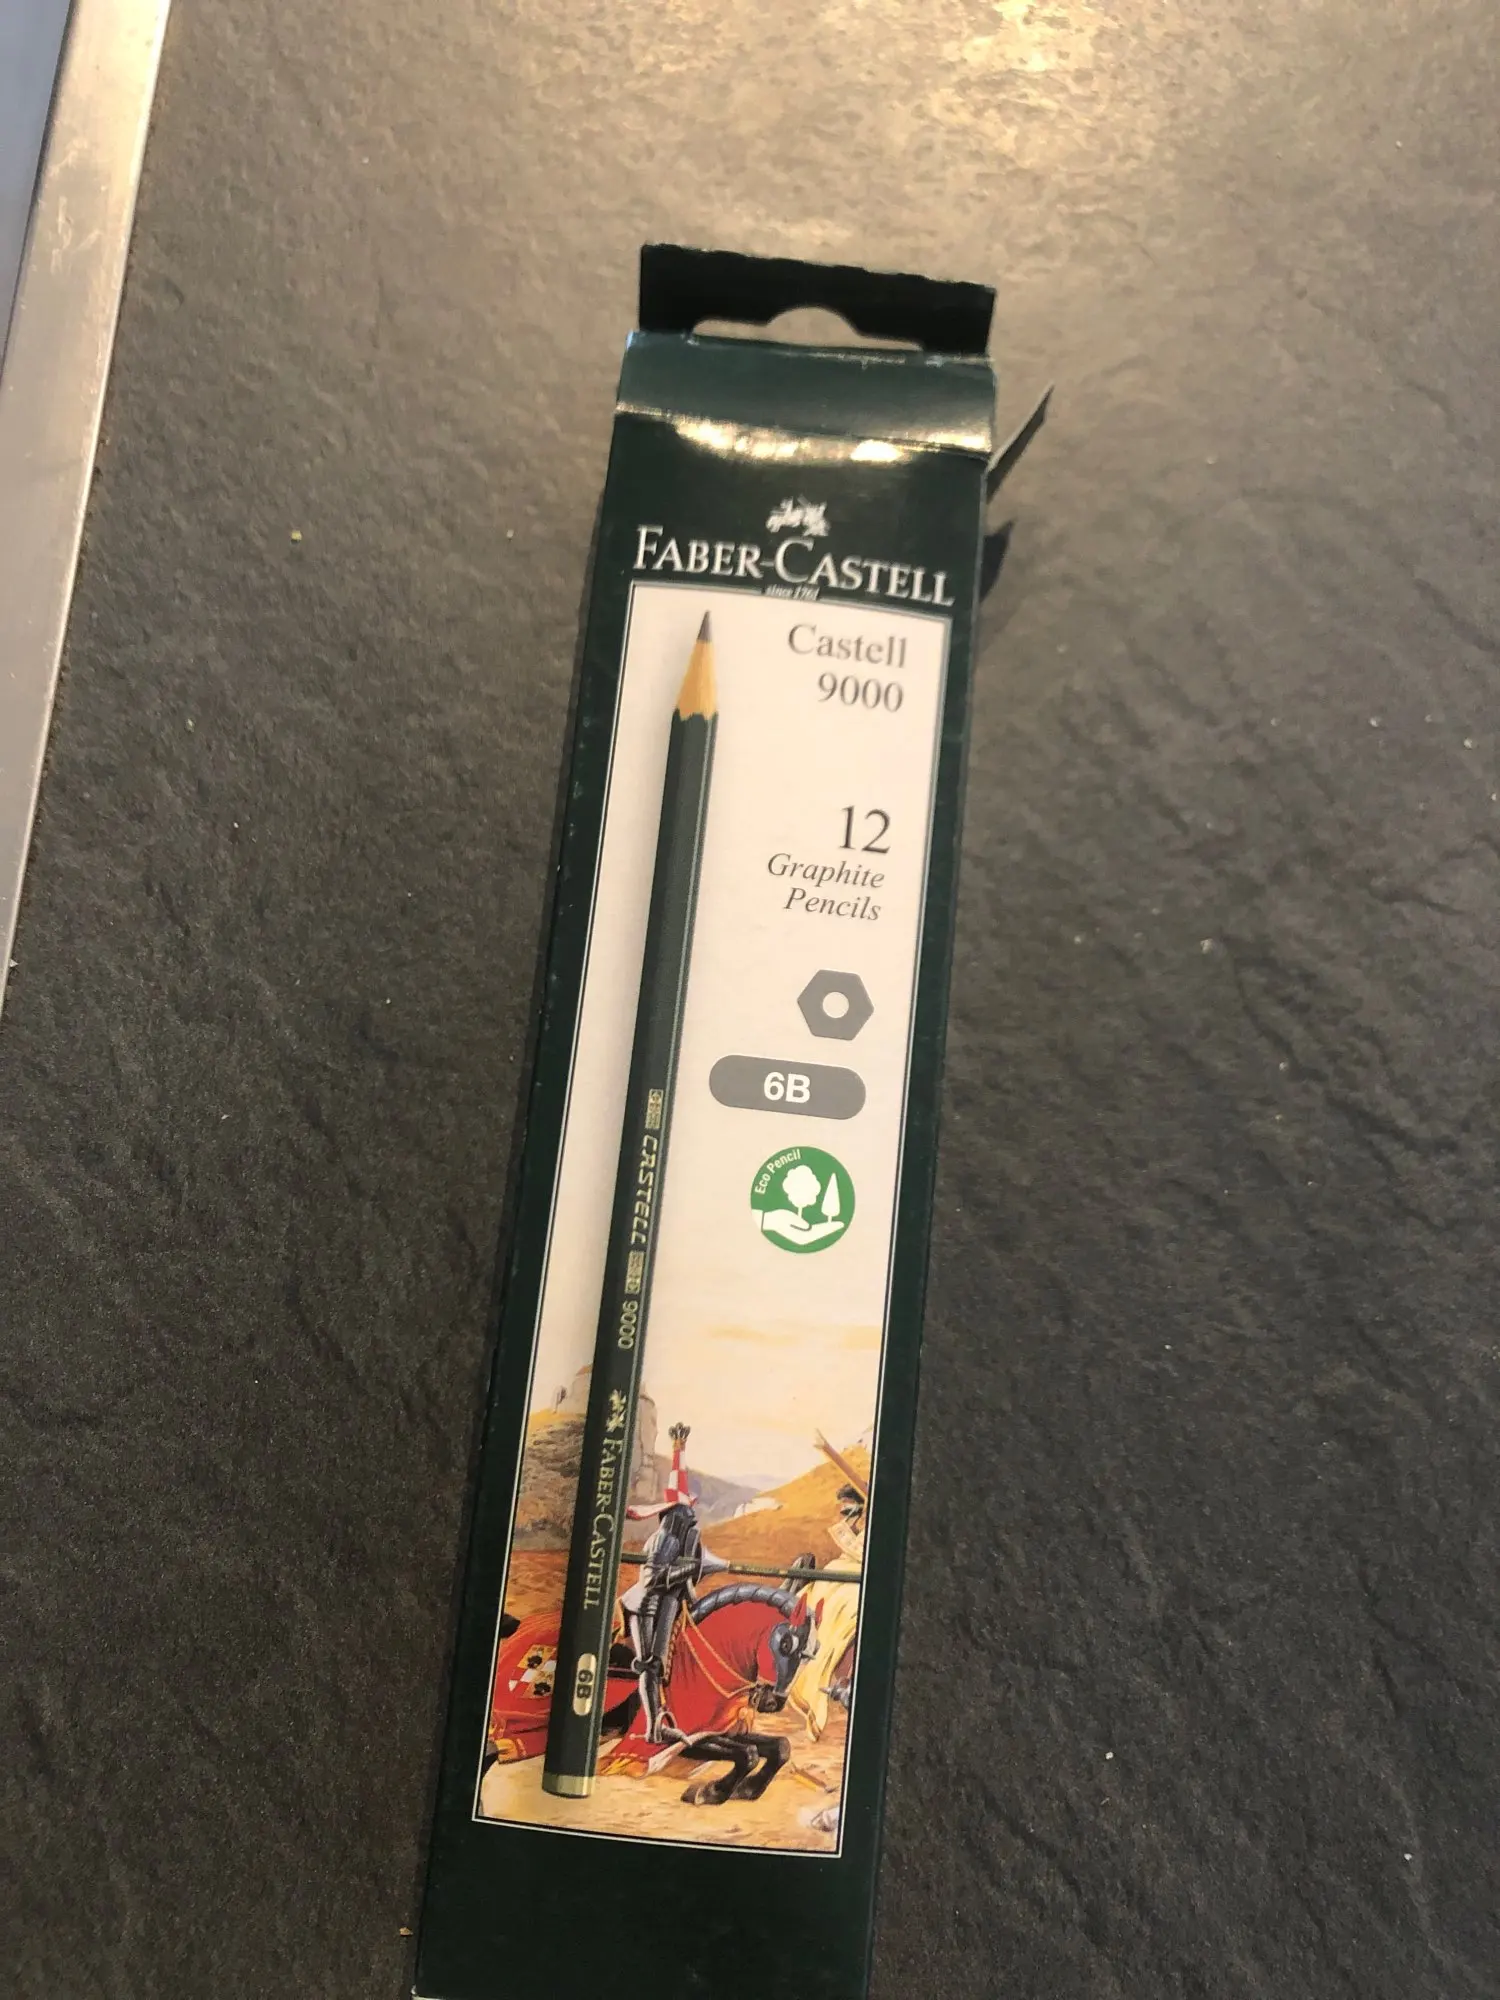 FABER-CASTELL
since 1761
Castell
9000
12
Graphite
Pencils
6B
Eco Pencil
CASTELL 9000
FABER-CASTELL
6B